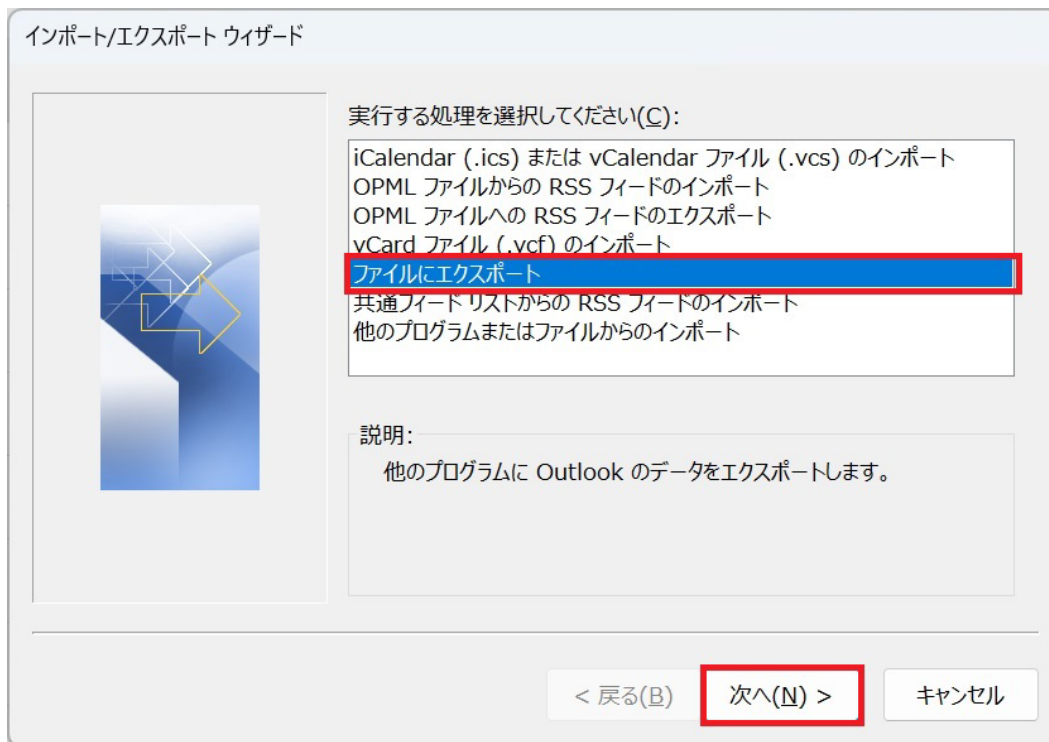 インポート/エクスポート ウィザード
実行する処理を選択してください(C):
iCalendar (.ics) または vCalendar ファイル (.vcs) のインポート
OPML ファイルからの RSS フィードのインポート
OPML ファイルへの RSS フィードのエクスポート
vCard ファイル (.vcf) のインポート
ファイルにエクスポート
共通フィード リストからの RSS フィードのインポート
他のプログラムまたはファイルからのインポート
説明:
他のプログラムに Outlook のデータをエクスポートします。
< 戻る(B) 次へ(N) > キャンセル